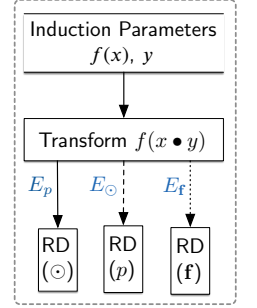 Induction Parameters
f(x), y
Transform f(x • y)
E_p E_⊙ E_f
RD RD RD
(⊙) (p) (f)